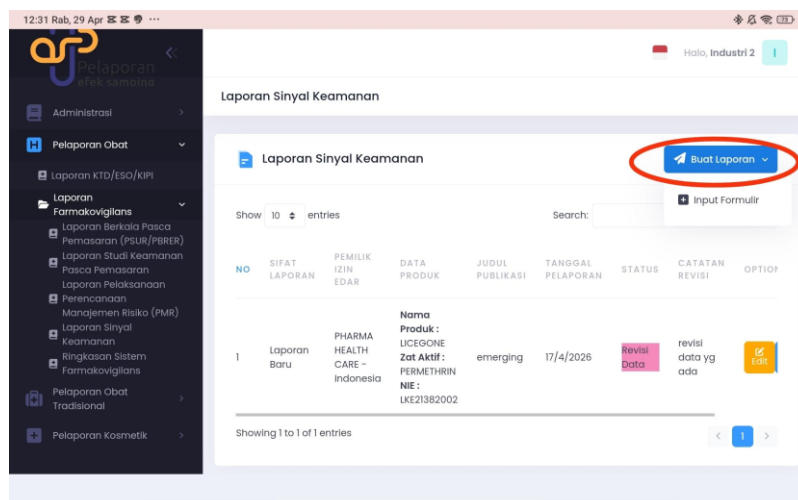 12:31 Rab, 29 Apr
73
Pelaporan
efek samping
Halo, Industri 2
I
Administrasi
Pelaporan Obat
Laporan KTD/ESO/KIPI
Laporan
Farmakovigilans
Laporan Berkala Pasca
Pemasaran (PSUR/PBRER)
Laporan Studi Keamanan
Pasca Pemasaran
Laporan Pelaksanaan
Perencanaan
Manajemen Risiko (PMR)
Laporan Sinyal
Keamanan
Ringkasan Sistem
Farmakovigilans
Pelaporan Obat
Tradisional
Pelaporan Kosmetik
Laporan Sinyal Keamanan
Laporan Sinyal Keamanan
Buat Laporan
Input Formulir
Show 10 entries
Search:
NO
SIFAT
LAPORAN
PEMILIK
IZIN
EDAR
DATA
PRODUK
JUDUL
PUBLIKASI
TANGGAL
PELAPORAN
STATUS
CATATAN
REVISI
OPTION
1
Laporan
Baru
PHARMA
HEALTH
CARE -
Indonesia
Nama
Produk :
LICEGONE
Zat Aktif :
PERMETHRIN
NIE :
LKE21382002
emerging
17/4/2026
Revisi
Data
revisi
data yg
ada
Edit
Showing 1 to 1 of 1 entries
1